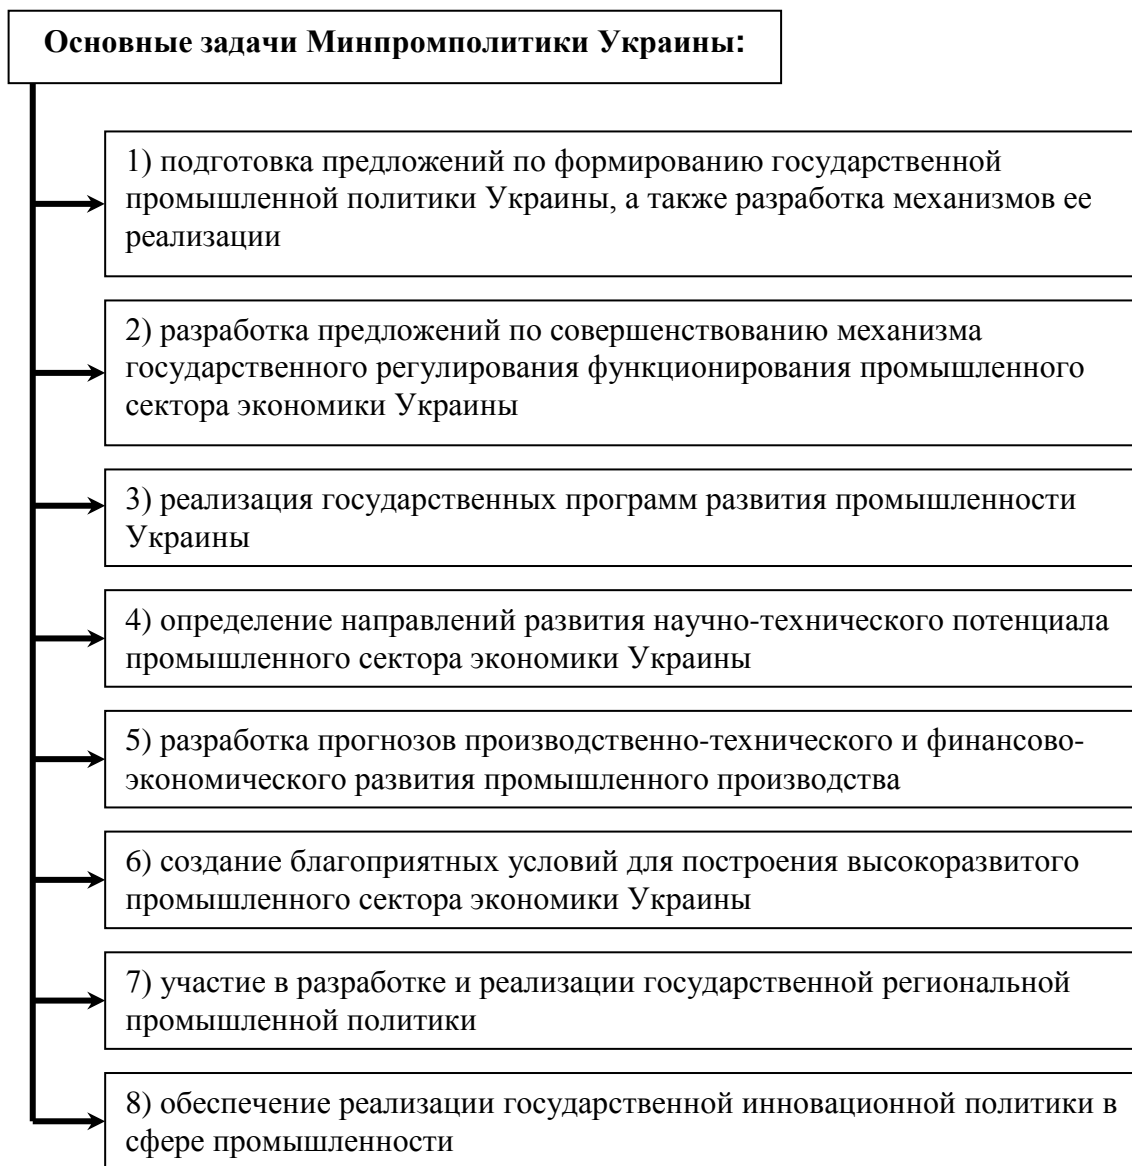 Основные задачи Минпромполитики Украины:
1) подготовка предложений по формированию государственной
промышленной политики Украины, а также разработка механизмов ее
реализации
2) разработка предложений по совершенствованию механизма
государственного регулирования функционирования промышленного
сектора экономики Украины
3) реализация государственных программ развития промышленности
Украины
4) определение направлений развития научно-технического потенциала
промышленного сектора экономики Украины
5) разработка прогнозов производственно-технического и финансово-
экономического развития промышленного производства
6) создание благоприятных условий для построения высокоразвитого
промышленного сектора экономики Украины
7) участие в разработке и реализации государственной региональной
промышленной политики
8) обеспечение реализации государственной инновационной политики в
сфере промышленности